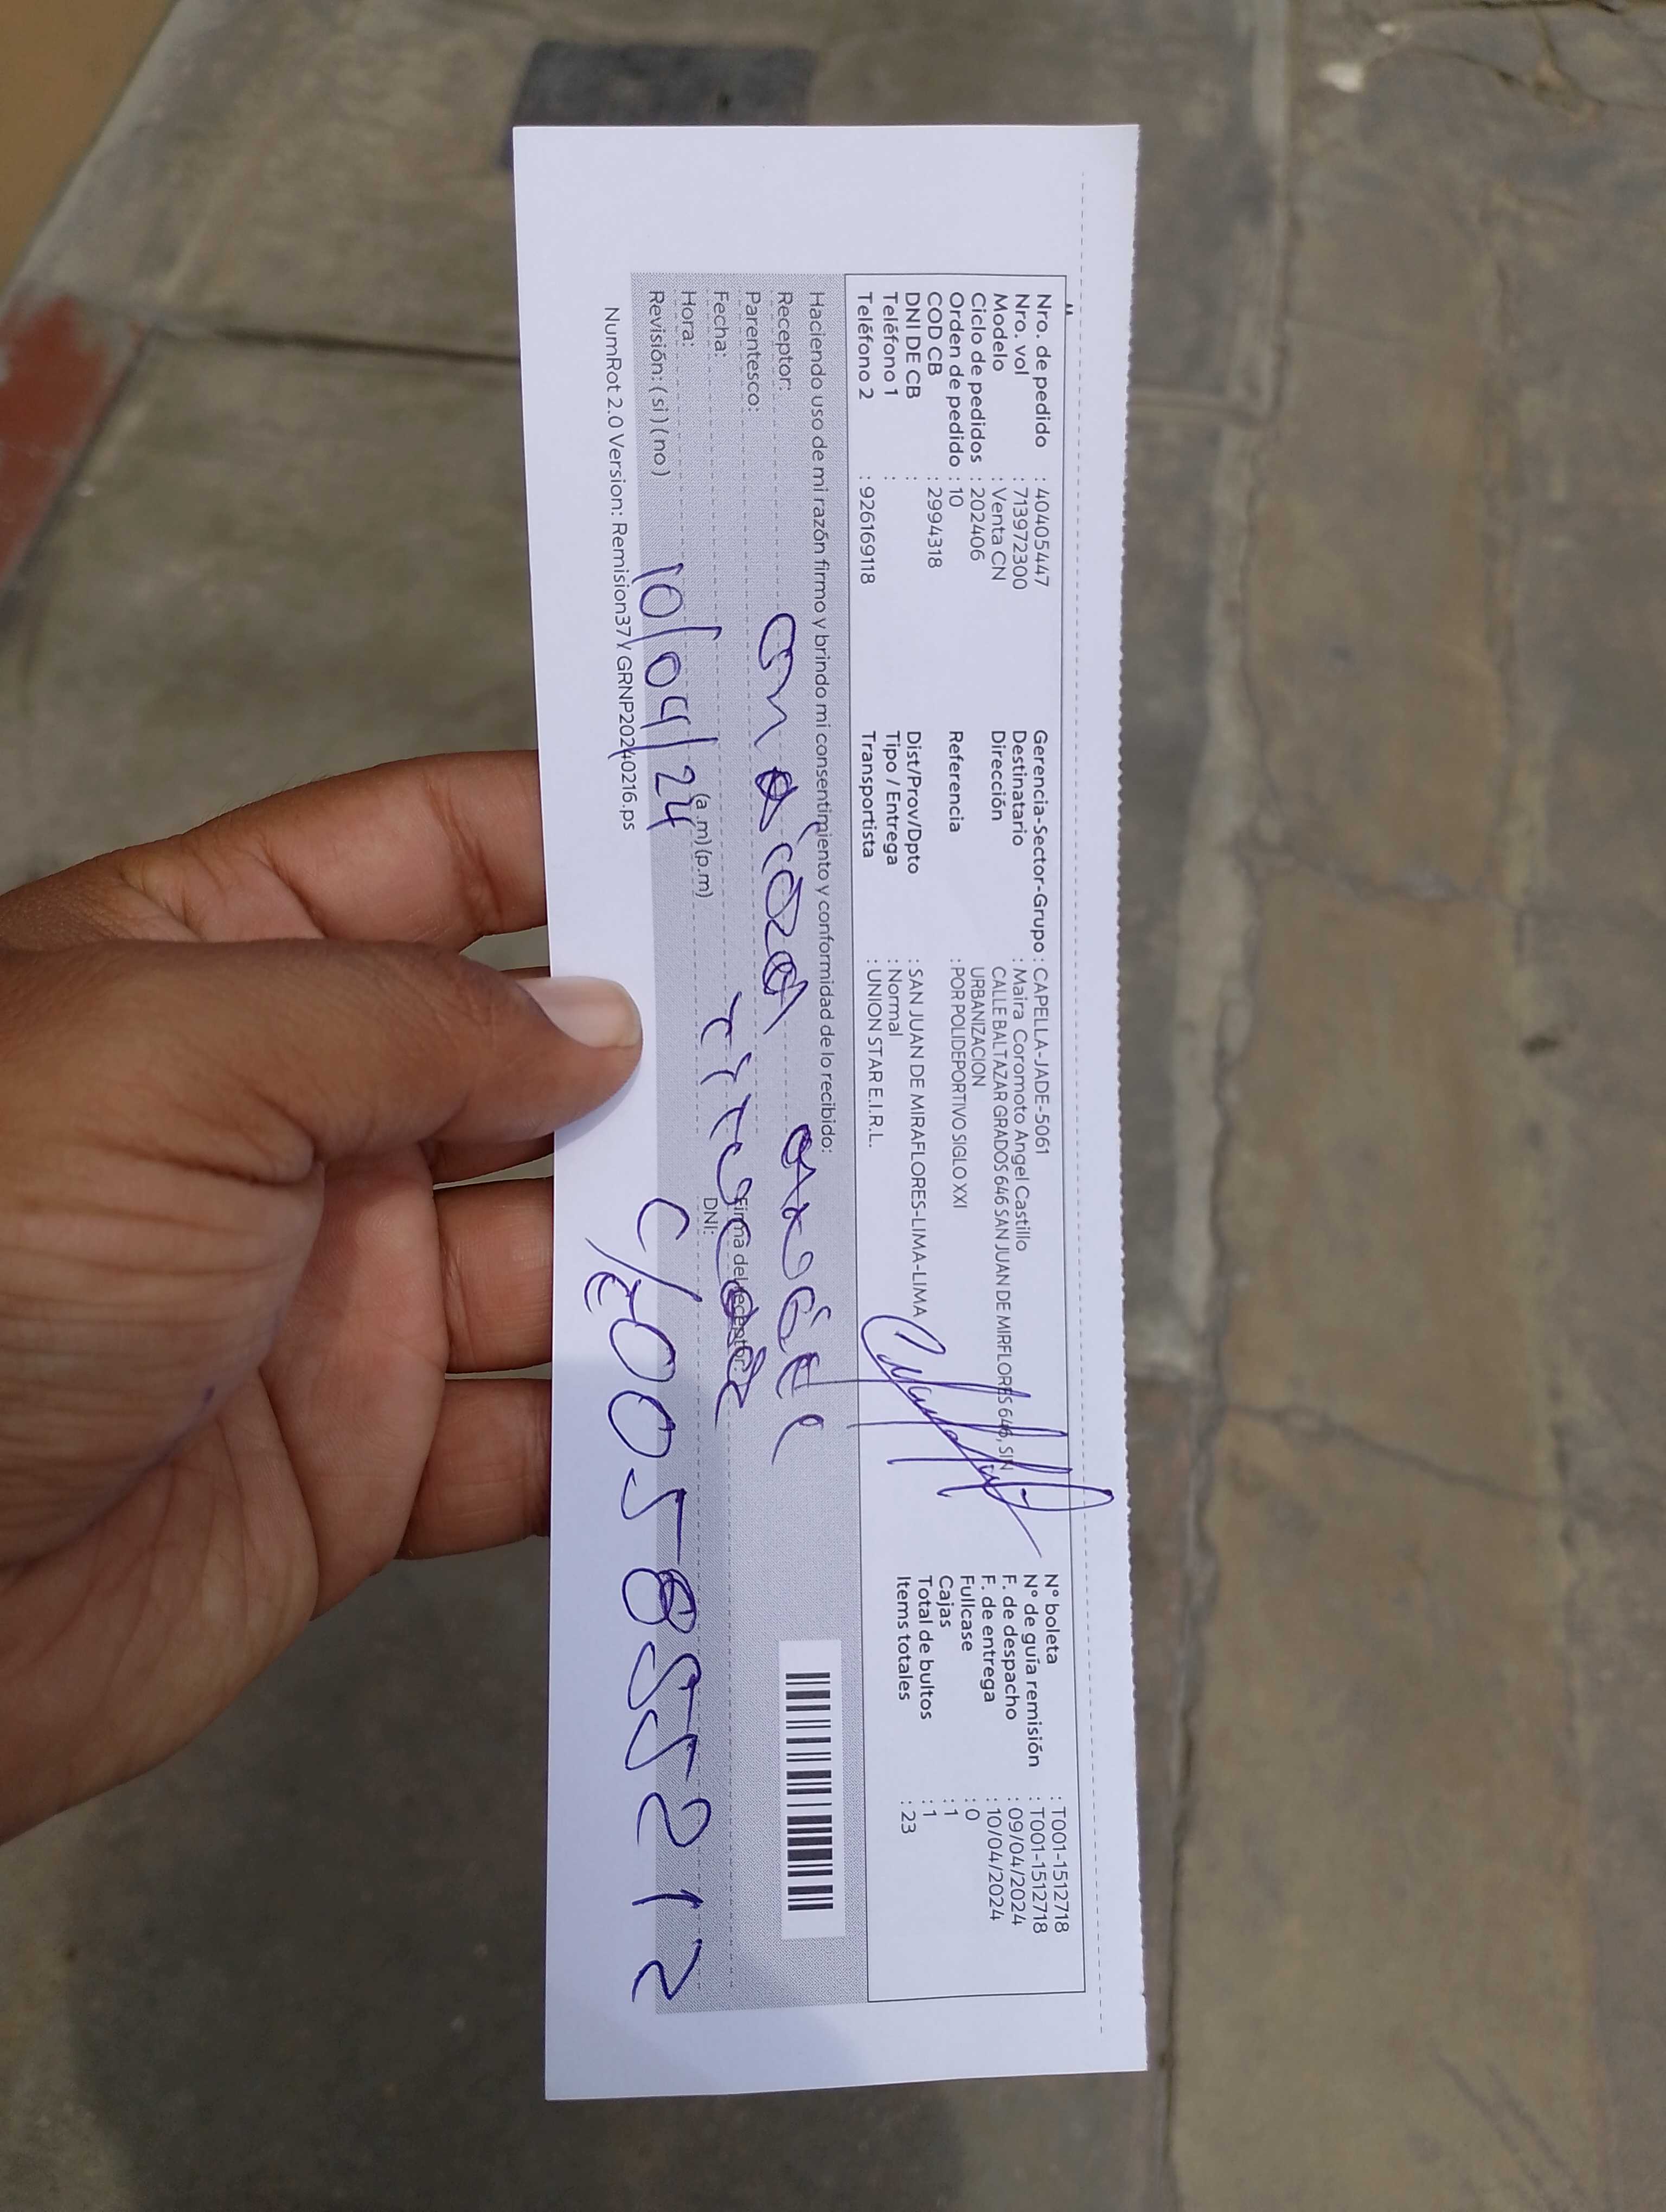 Nro. de pedido : 40405447
Nro. vol : 713972300
Modelo : Venta CN
Ciclo de pedidos : 202406
Orden de pedido : 10
COD CB : 2994318
DNI DE CB :
Teléfono 1 :
Teléfono 2 : 926169118
Gerencia-Sector-Grupo : CAPELLA-JADE-5061
Destinatario : Maira Coromoto Angel Castillo
Dirección CALLE BALTAZAR GRADOS 646 SAN JUAN DE MIRFLORES 646, SIN
URBANIZACION
Referencia : POR POLIDEPORTIVO SIGLO XXI
Dist/Prov/Dpto : SAN JUAN DE MIRAFLORES-LIMA-LIMA
Tipo / Entrega : Normal
Transportista : UNION STAR E.I.R.L.
N° boleta : T001-1512718
N° de guía remisión : T001-1512718
F. de despacho : 09/04/2024
F. de entrega : 10/04/2024
Fullcase : 0
Cajas : 1
Total de bultos : 1
Items totales : 23
Haciendo uso de mi razón firmo y brindo mi consentimiento y conformidad de lo recibido:
Receptor:
Parentesco:
Fecha:
Hora: (a.m) (p.m)
Revisión: ( si ) ( no )
10/04/24
Firma del receptor:
DNI:
NumRot 2.0 Version: Remision37Y GRNP20240216.ps